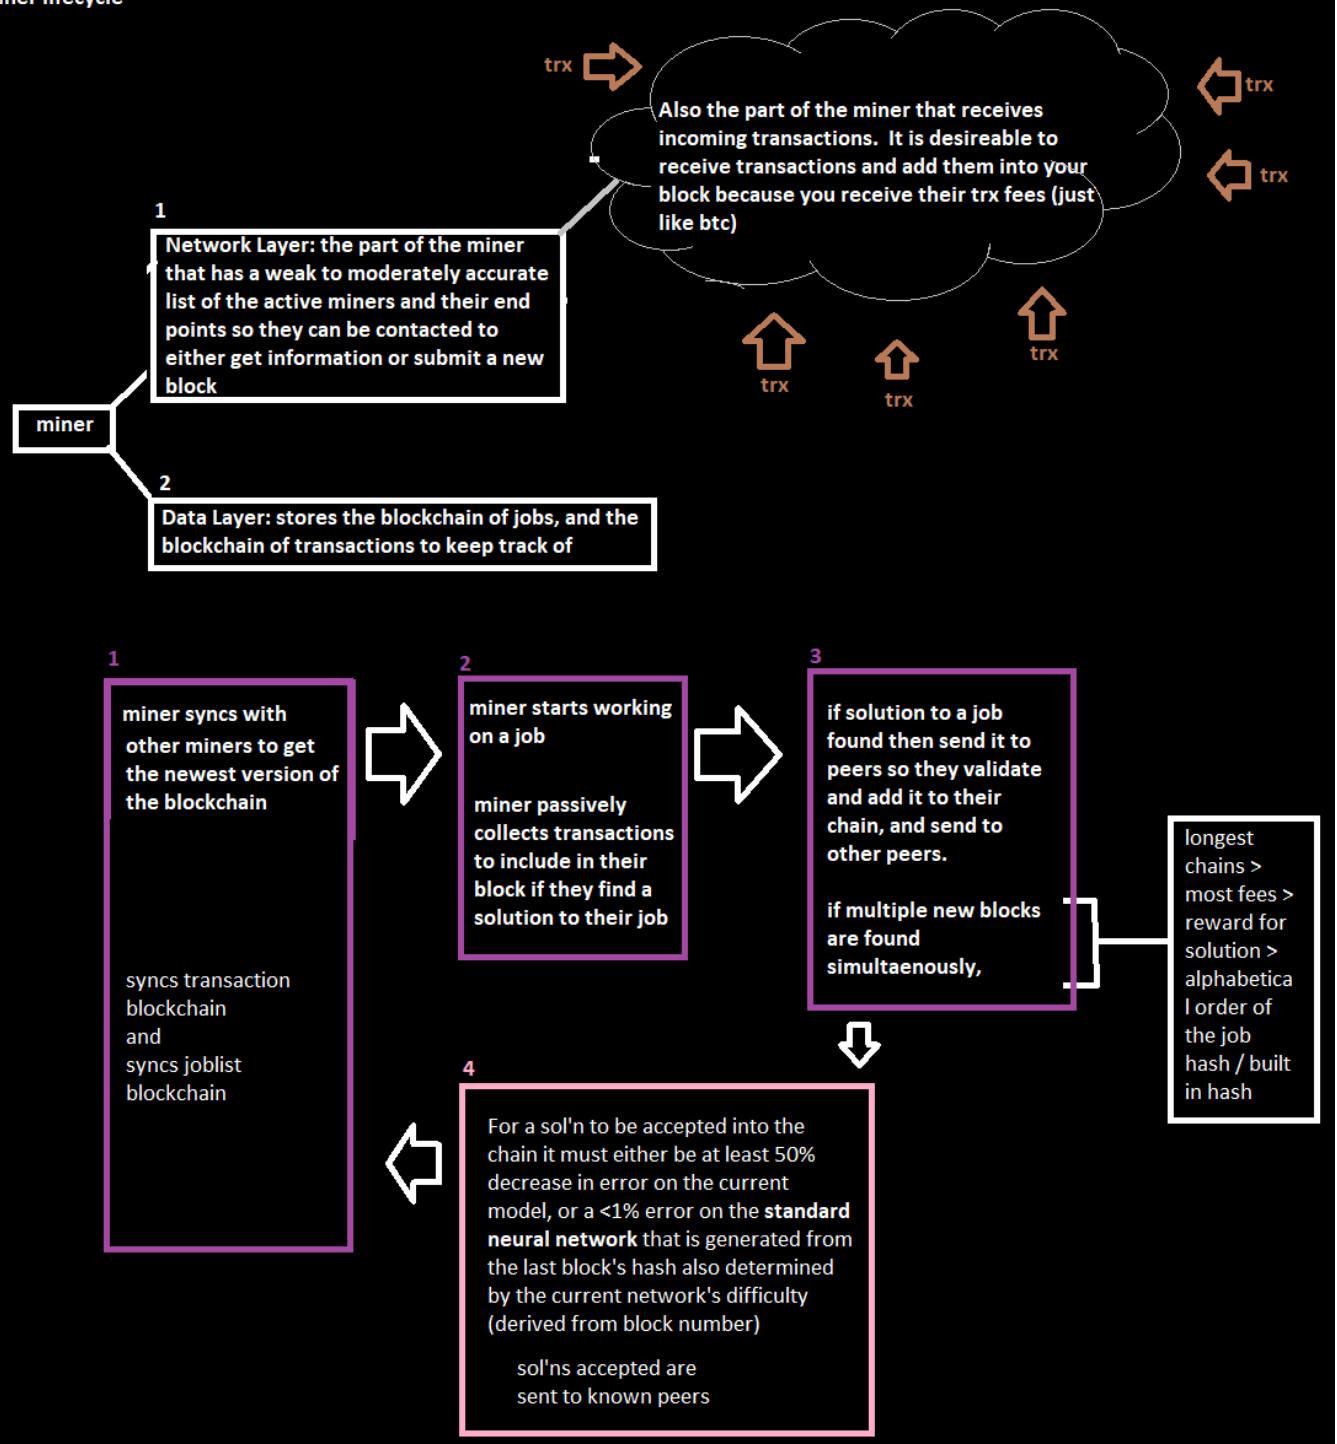 lifecycle
trx
trx
Also the part of the miner that receives
incoming transactions.  It is desireable to
receive transactions and add them into your
block because you receive their trx fees (just
like btc)
trx
1
Network Layer: the part of the miner
that has a weak to moderately accurate
list of the active miners and their end
points so they can be contacted to
either get information or submit a new
block
trx
trx
trx
miner
2
Data Layer: stores the blockchain of jobs, and the
blockchain of transactions to keep track of
1
miner syncs with
other miners to get
the newest version of
the blockchain
syncs transaction
blockchain
and
syncs joblist
blockchain
2
miner starts working
on a job
miner passively
collects transactions
to include in their
block if they find a
solution to their job
3
if solution to a job
found then send it to
peers so they validate
and add it to their
chain, and send to
other peers.
if multiple new blocks
are found
simultaenously,
longest
chains >
most fees >
reward for
solution >
alphabetica
l order of
the job
hash / built
in hash
4
For a sol'n to be accepted into the
chain it must either be at least 50%
decrease in error on the current
model, or a <1% error on the standard
neural network that is generated from
the last block's hash also determined
by the current network's difficulty
(derived from block number)
sol'ns accepted are
sent to known peers